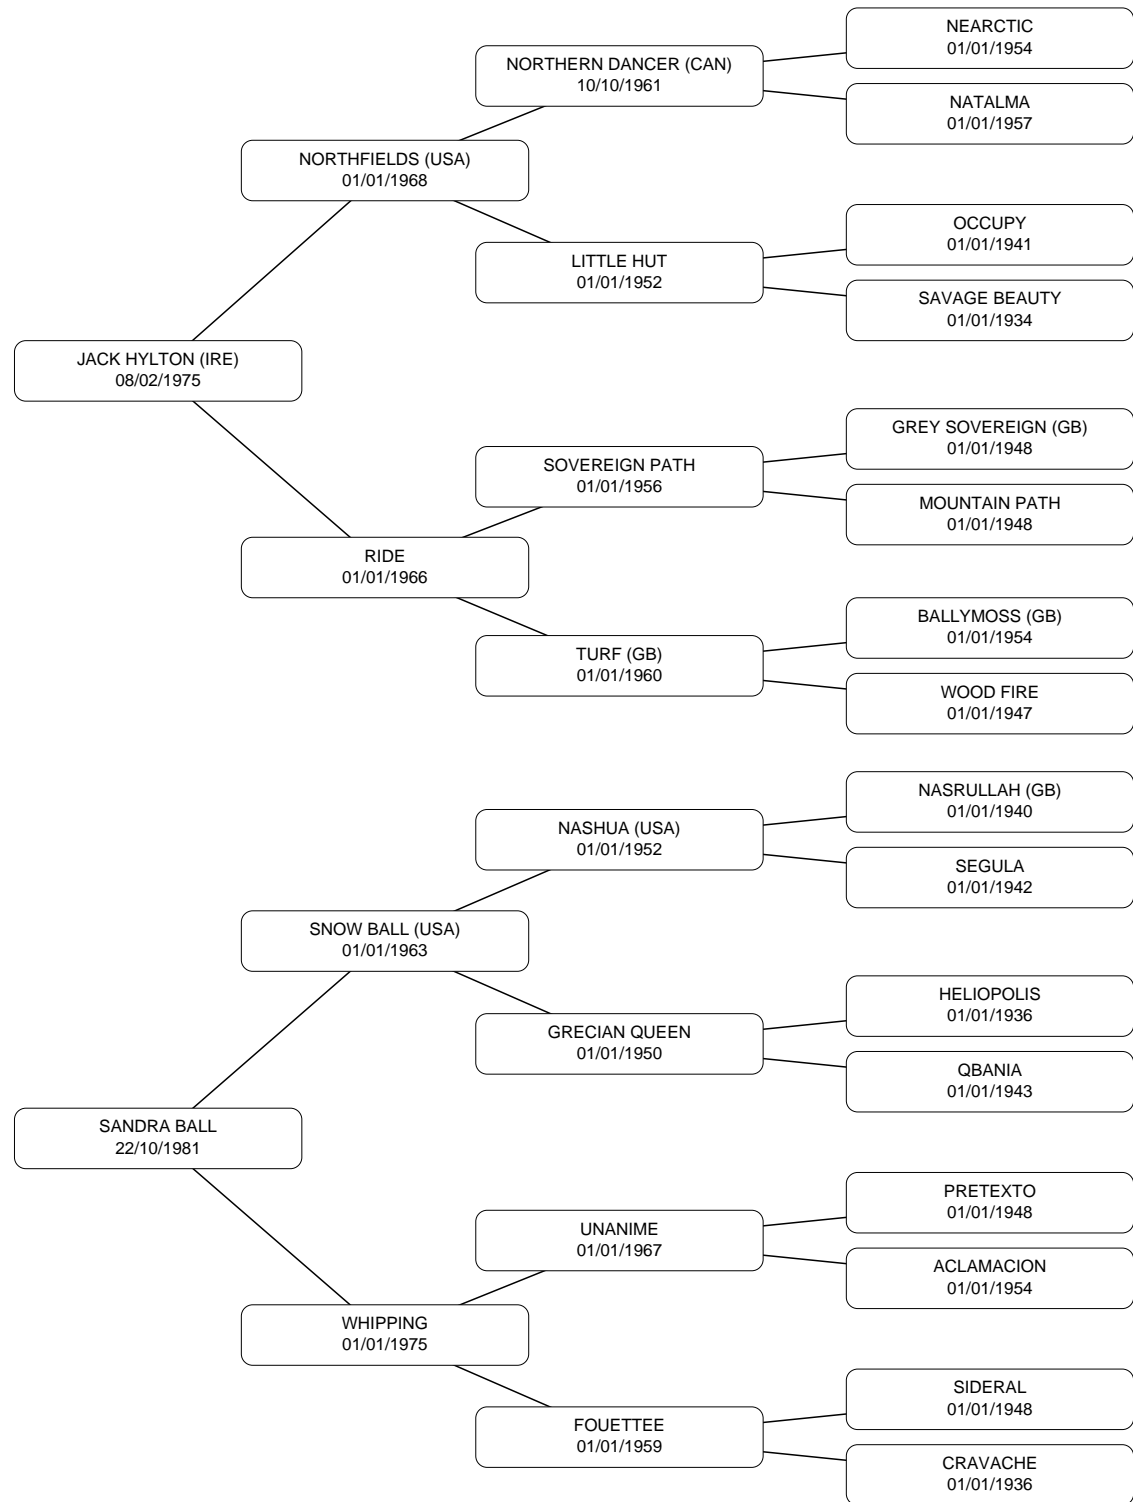 NEARCTIC
01/01/1954
NORTHERN DANCER (CAN)
10/10/1961
NATALMA
01/01/1957
NORTHFIELDS (USA)
01/01/1968
OCCUPY
01/01/1941
LITTLE HUT
01/01/1952
SAVAGE BEAUTY
01/01/1934
JACK HYLTON (IRE)
08/02/1975
GREY SOVEREIGN (GB)
01/01/1948
SOVEREIGN PATH
01/01/1956
MOUNTAIN PATH
01/01/1948
RIDE
01/01/1966
BALLYMOSS (GB)
01/01/1954
TURF (GB)
01/01/1960
WOOD FIRE
01/01/1947
NASRULLAH (GB)
01/01/1940
NASHUA (USA)
01/01/1952
SEGULA
01/01/1942
SNOW BALL (USA)
01/01/1963
HELIOPOLIS
01/01/1936
GRECIAN QUEEN
01/01/1950
QBANIA
01/01/1943
SANDRA BALL
22/10/1981
PRETEXTO
01/01/1948
UNANIME
01/01/1967
ACLAMACION
01/01/1954
WHIPPING
01/01/1975
SIDERAL
01/01/1948
FOUETTEE
01/01/1959
CRAVACHE
01/01/1936